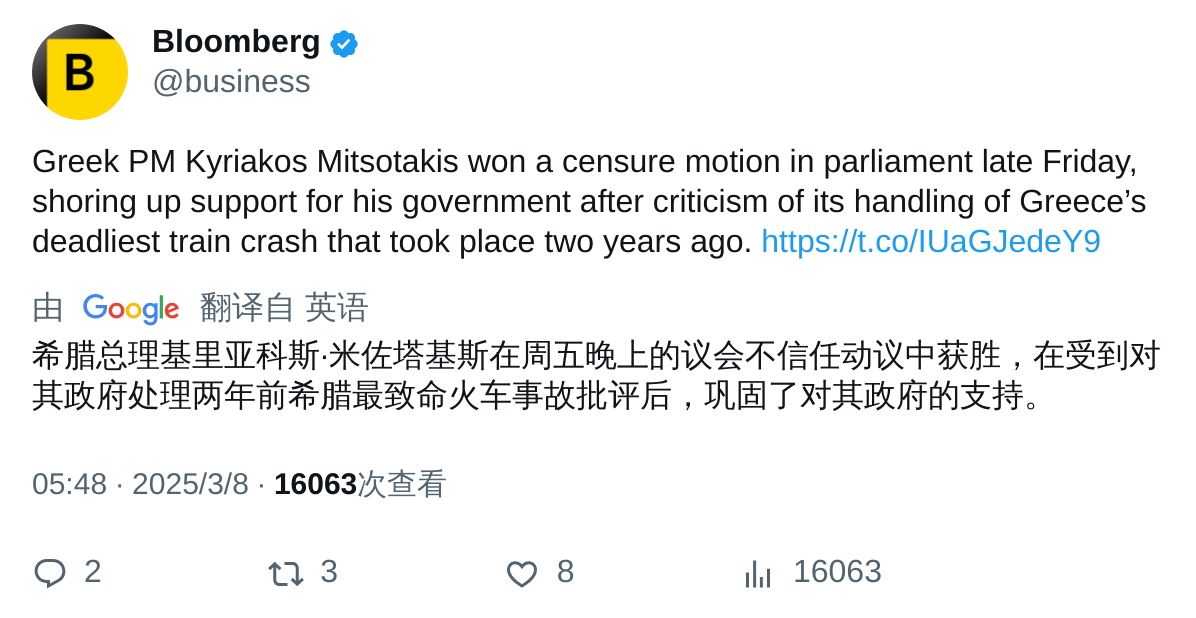 B
Bloomberg
@business
Greek PM Kyriakos Mitsotakis won a censure motion in parliament late Friday,
shoring up support for his government after criticism of its handling of Greece’s
deadliest train crash that took place two years ago. https://t.co/IUaGJedeY9
由 Google 翻译自 英语
希腊总理基里亚科斯·米佐塔基斯在周五晚上的议会不信任动议中获胜，在受到对
其政府处理两年前希腊最致命火车事故批评后，巩固了对其政府的支持。
05:48 · 2025/3/8 · 16063次查看
2 3 8 16063